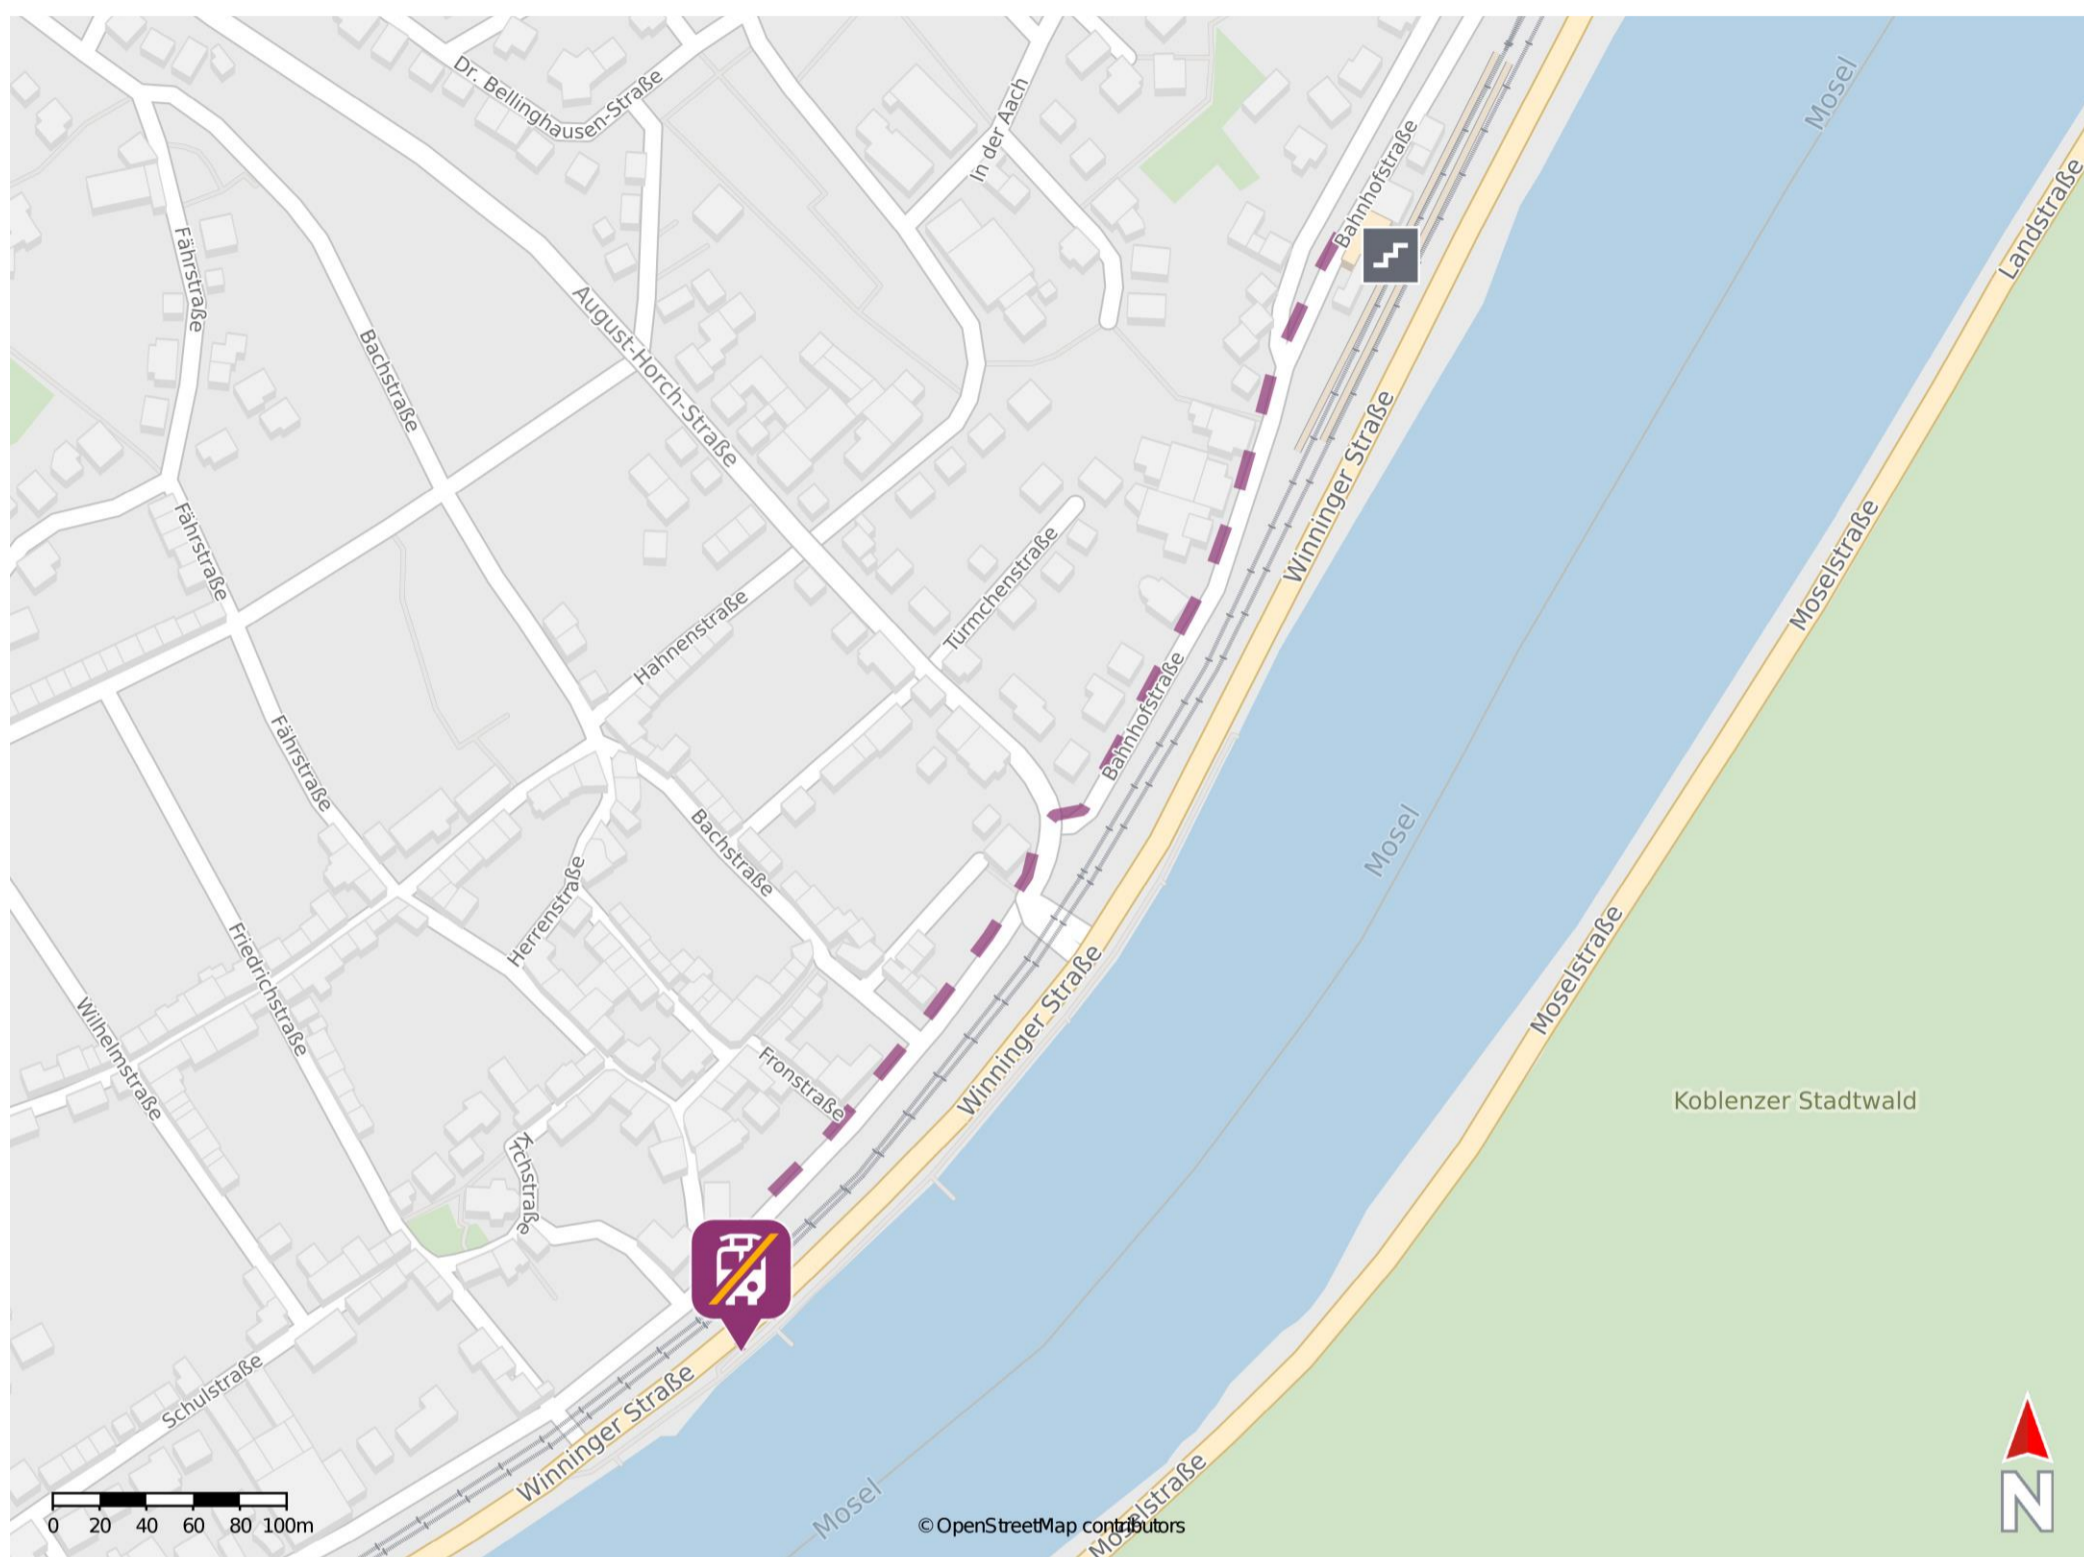 Dr. Bellinghausen-Straße
In der Aach
Bahnhofstraße
Mosel
Landstraße
Fährstraße
Bachstraße
August-Horch-Straße
Winninger Straße
Moselstraße
Fährstraße
Türmchenstraße
Hahnenstraße
Bahnhofstraße
Fährstraße
Bachstraße
Mosel
Herrenstraße
Friedrichstraße
Moselstraße
Wilhelmstraße
Winninger Straße
Fronstraße
Koblenzer Stadtwald
Kirchstraße
Schulstraße
Winninger Straße
Mosel
Moselstraße
0 20 40 60 80 100m
© OpenStreetMap contributors
N